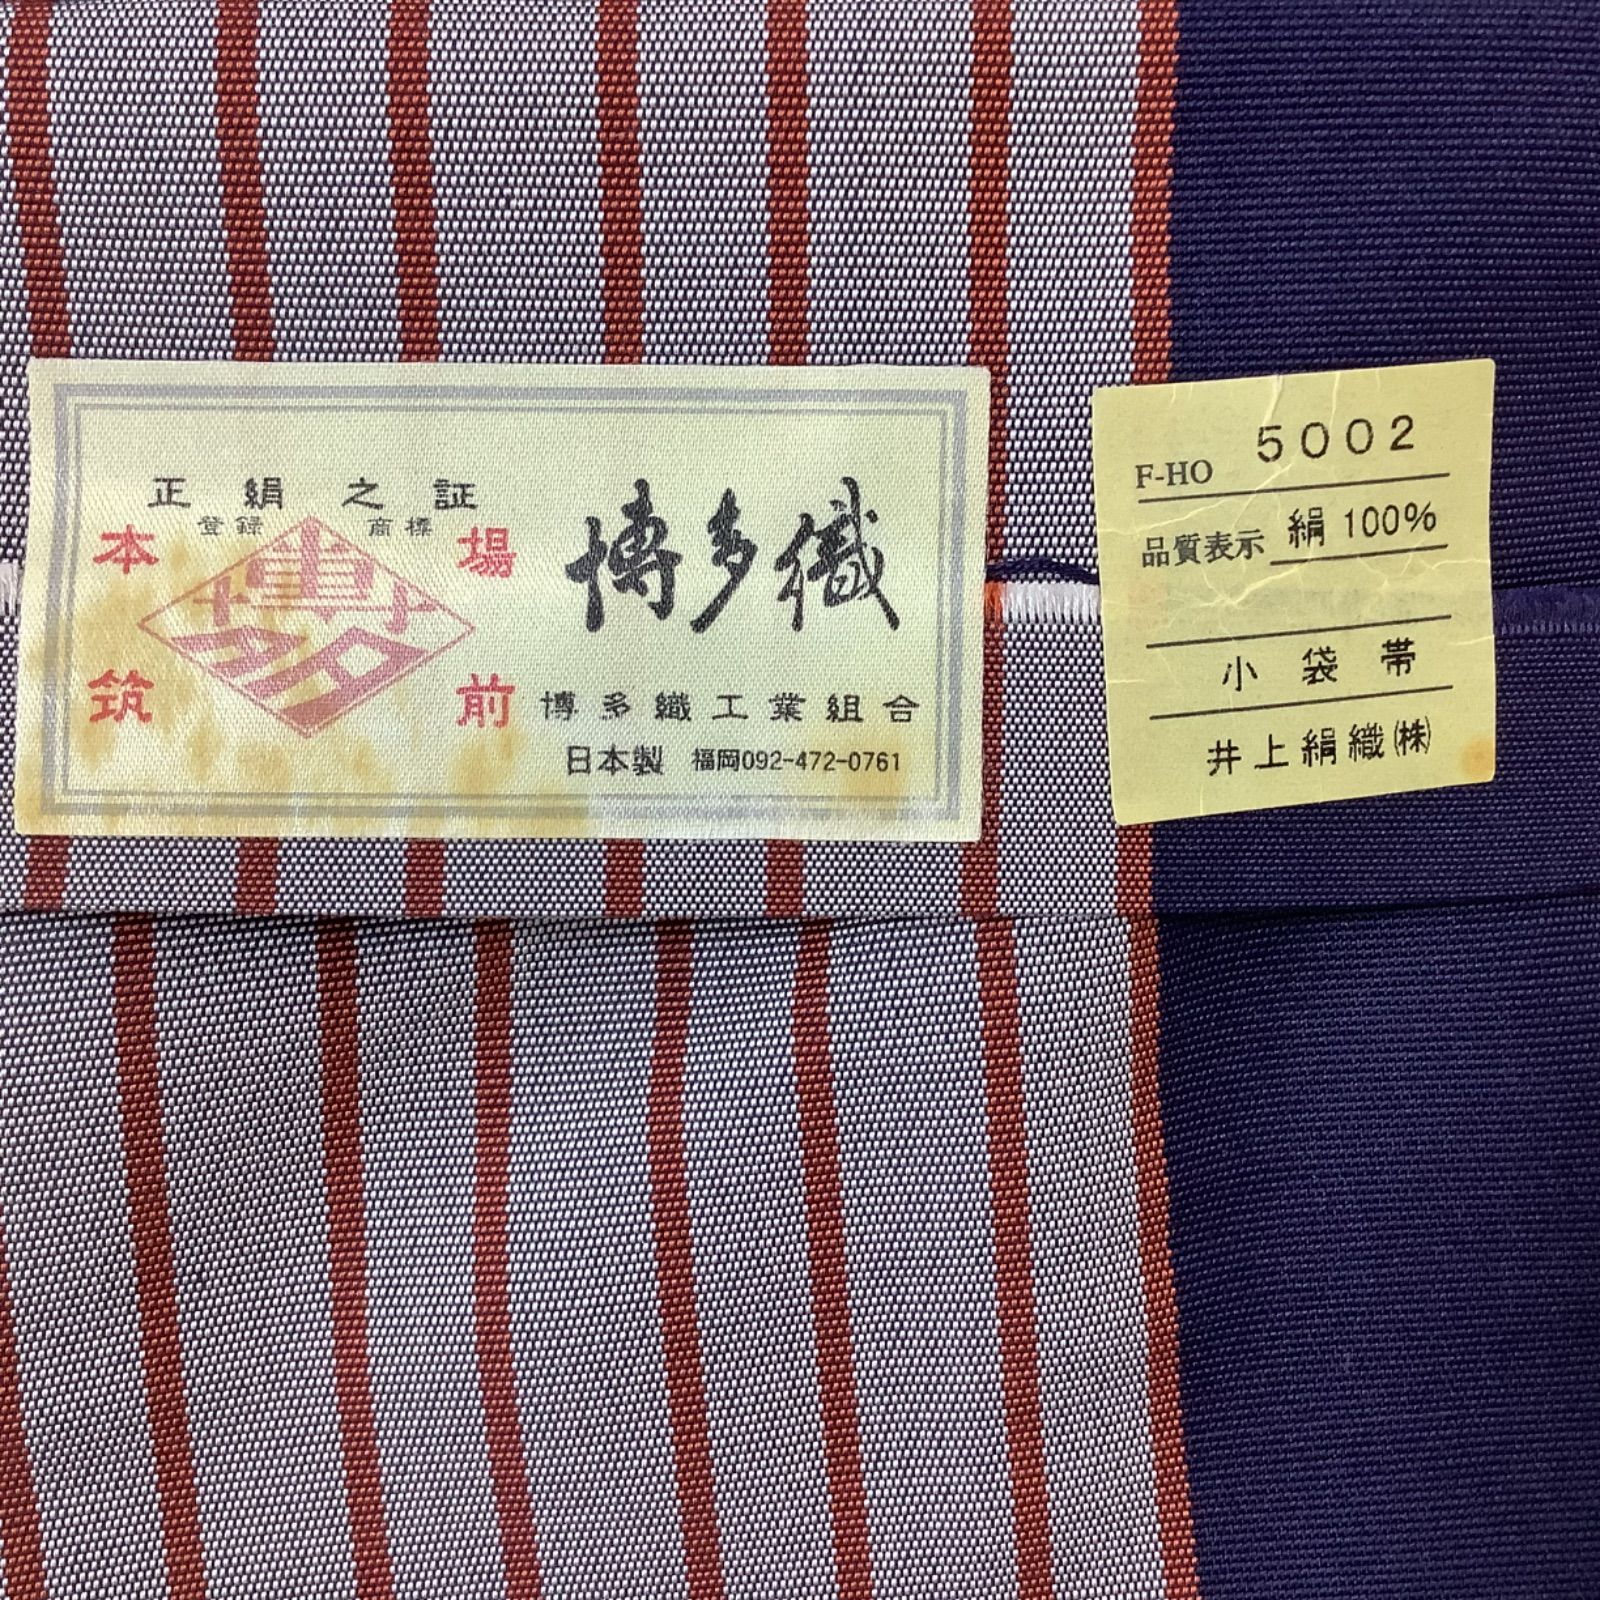 正絹之証
登録 商標
本場
博多
筑前
博多織
博多織工業組合
日本製 福岡092-472-0761
F-HO 5002
品質表示 絹100%
小袋帯
井上絹織(株)